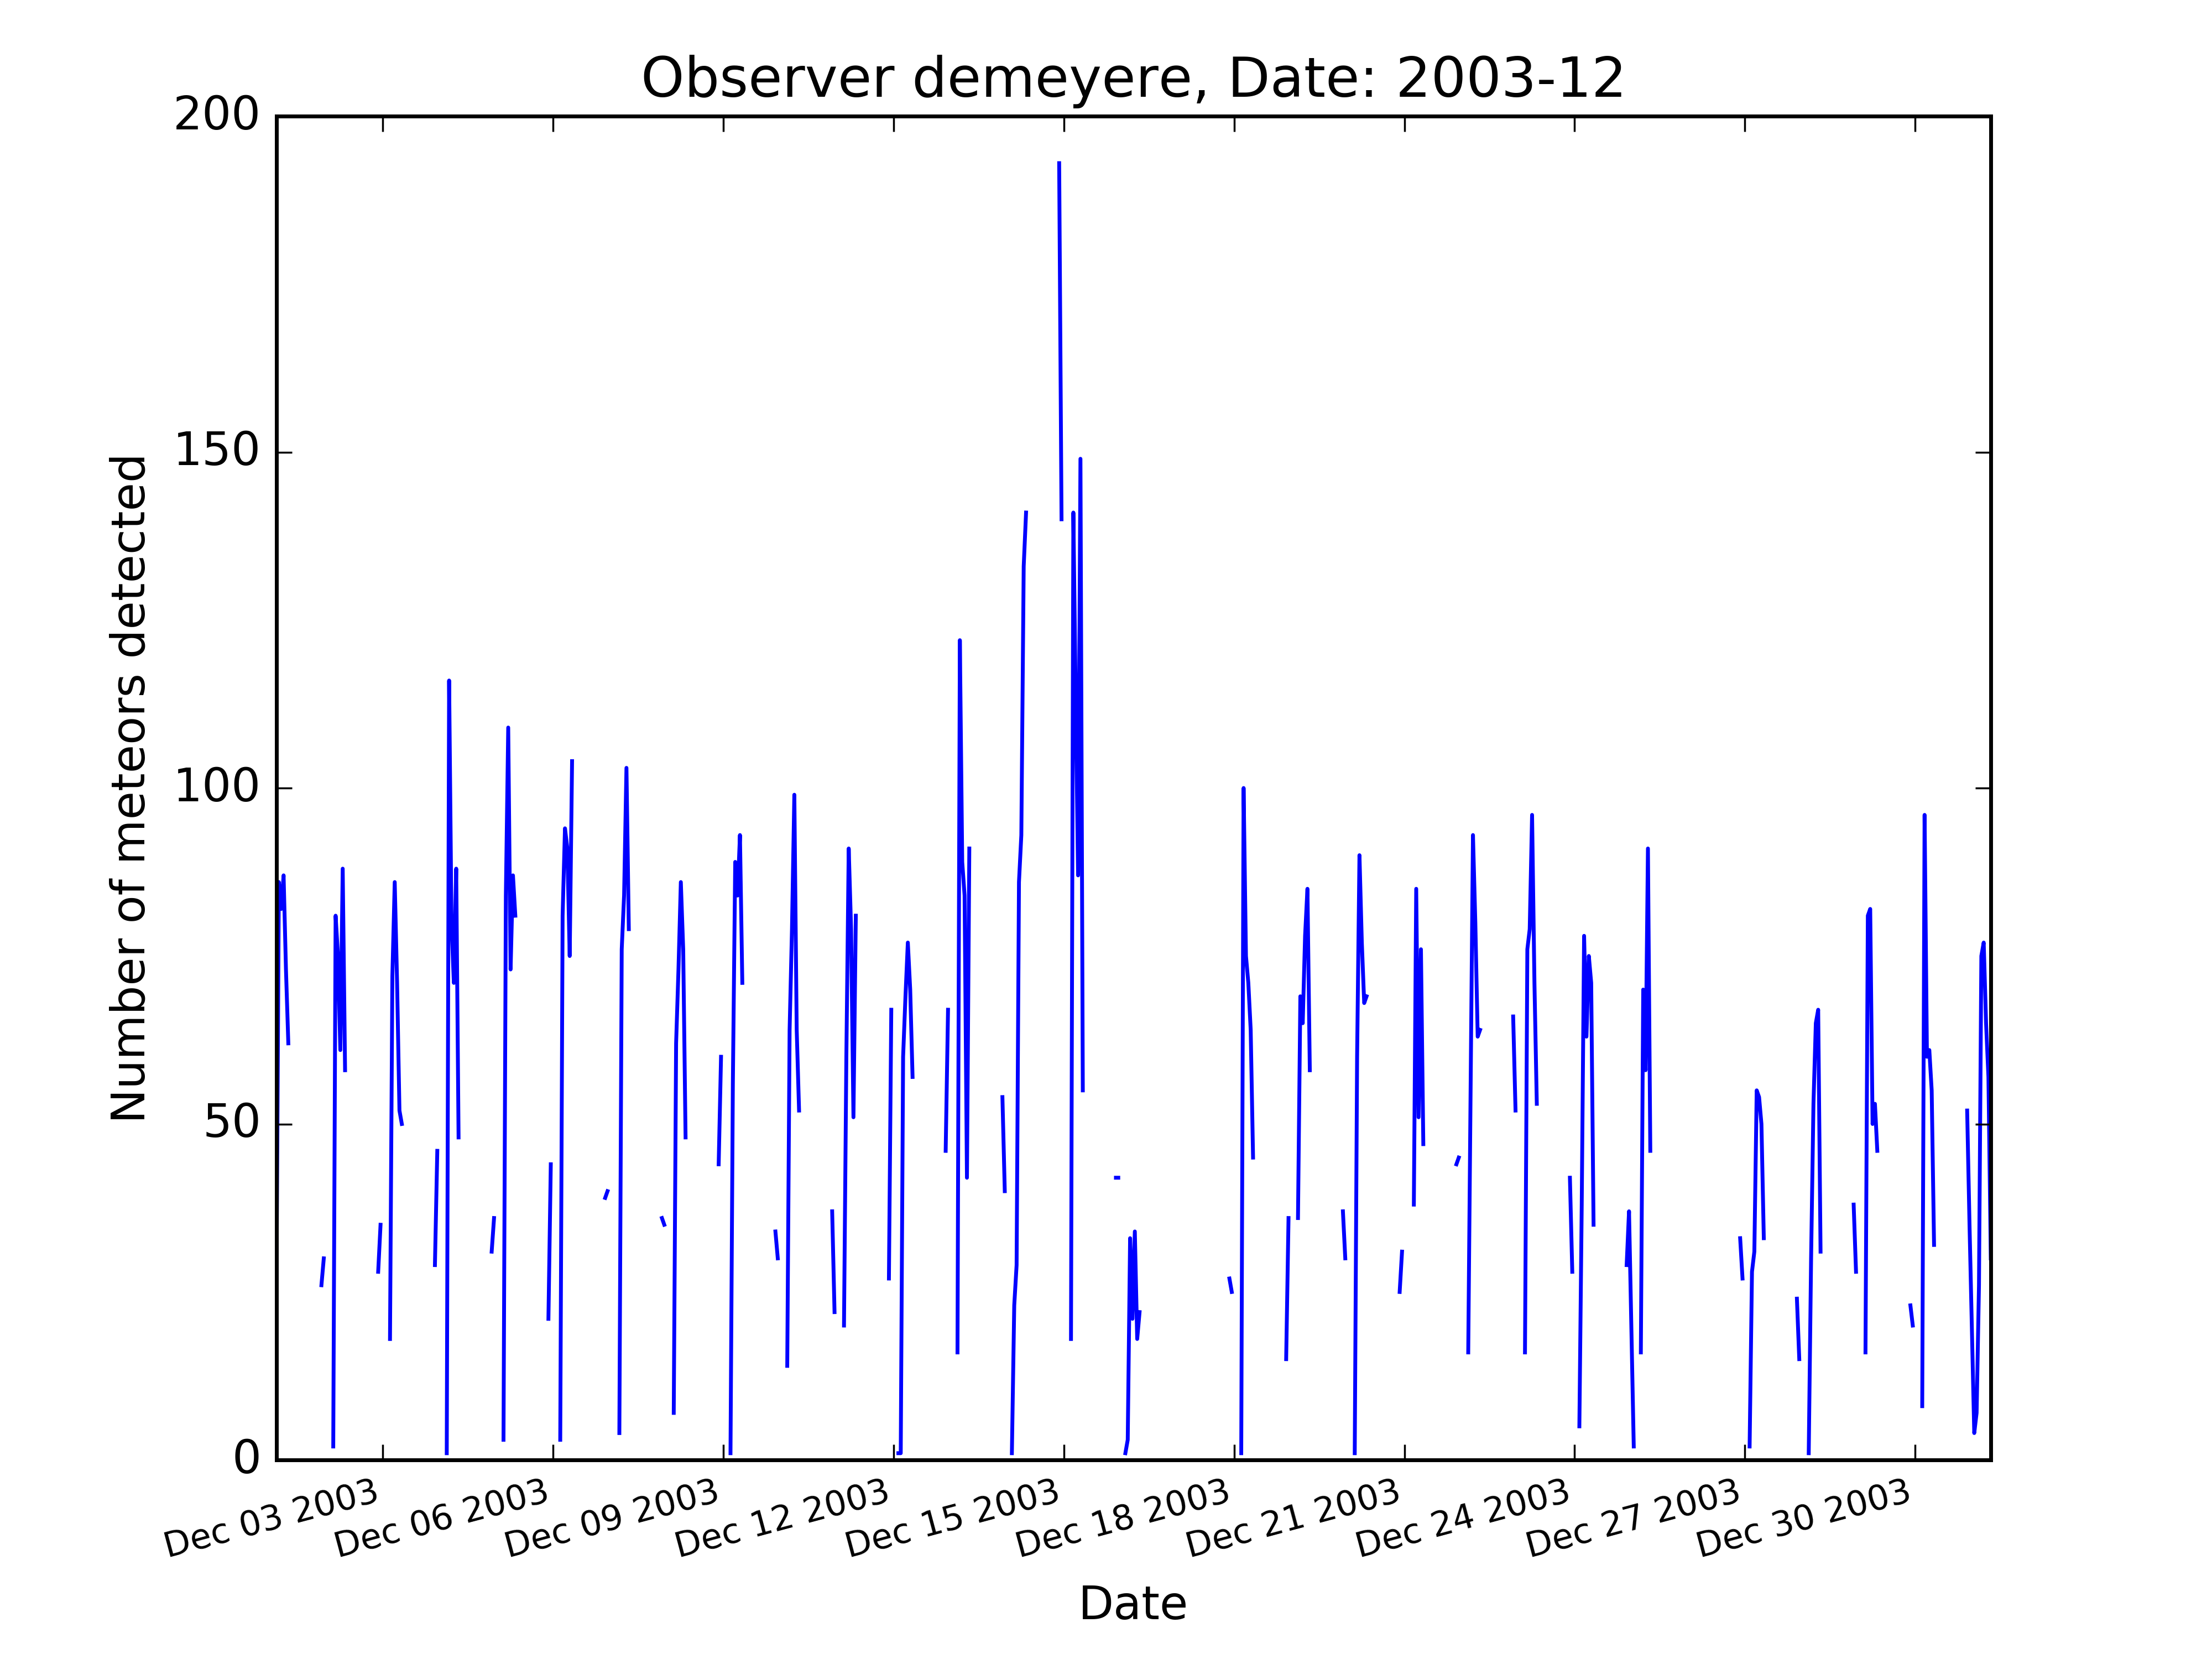 Observer demeyere, Date: 2003-12
200
150
100
50
0
Number of meteors detected
Dec 03 2003
Dec 06 2003
Dec 09 2003
Dec 12 2003
Dec 15 2003
Dec 18 2003
Dec 21 2003
Dec 24 2003
Dec 27 2003
Dec 30 2003
Date